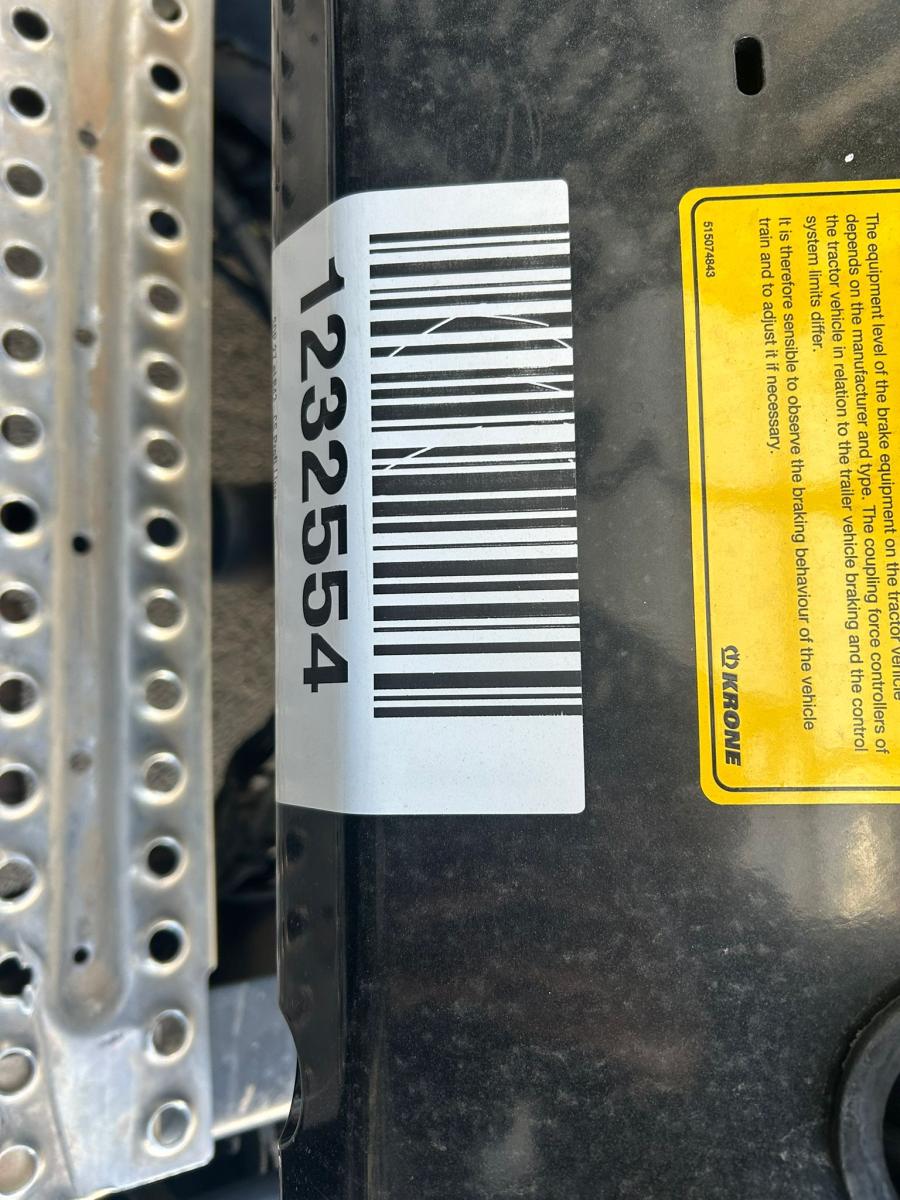 1232554
515074843
The equipment level of the brake equipment on the tractor vehicle
depends on the manufacturer and type. The coupling force controllers of
the tractor vehicle in relation to the trailer vehicle braking and the control
system limits differ.
It is therefore sensible to observe the braking behaviour of the vehicle
train and to adjust it if necessary.
KRONE